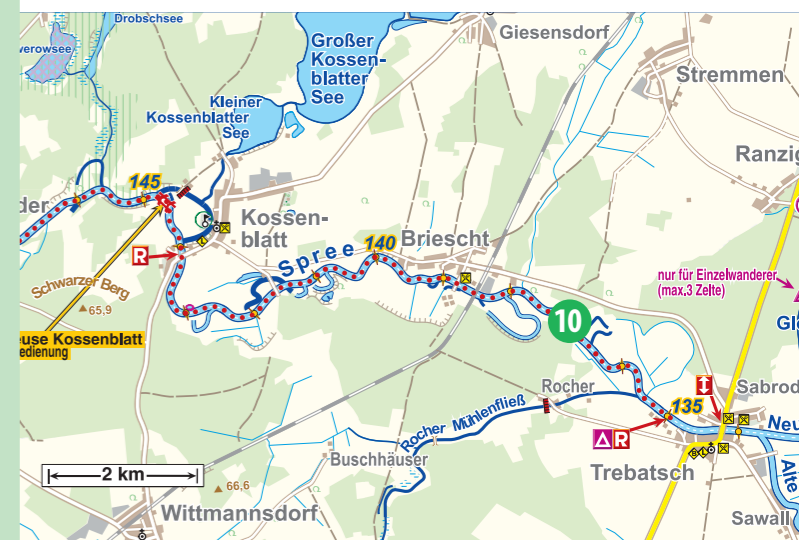 Drobschsee
werowsee
Großer
Kossen-
blatter
See
Giesensdorf
Stremmen
Kleiner
Kossenblatter
See
Ranzig
145
der
Kossen-
blatt
R
Spree
140
Briescht
Schwarzer Berg
65,9
nur für Einzelwanderer
(max.3 Zelte)
10
Gl
euse Kossenblatt
edienung
Rocher
Sabrod
135
Neu
R
Rocher Mühlenfließ
Trebatsch
B
L
Buschhäuser
2 km
66,6
Alte
Wittmannsdorf
Sawall